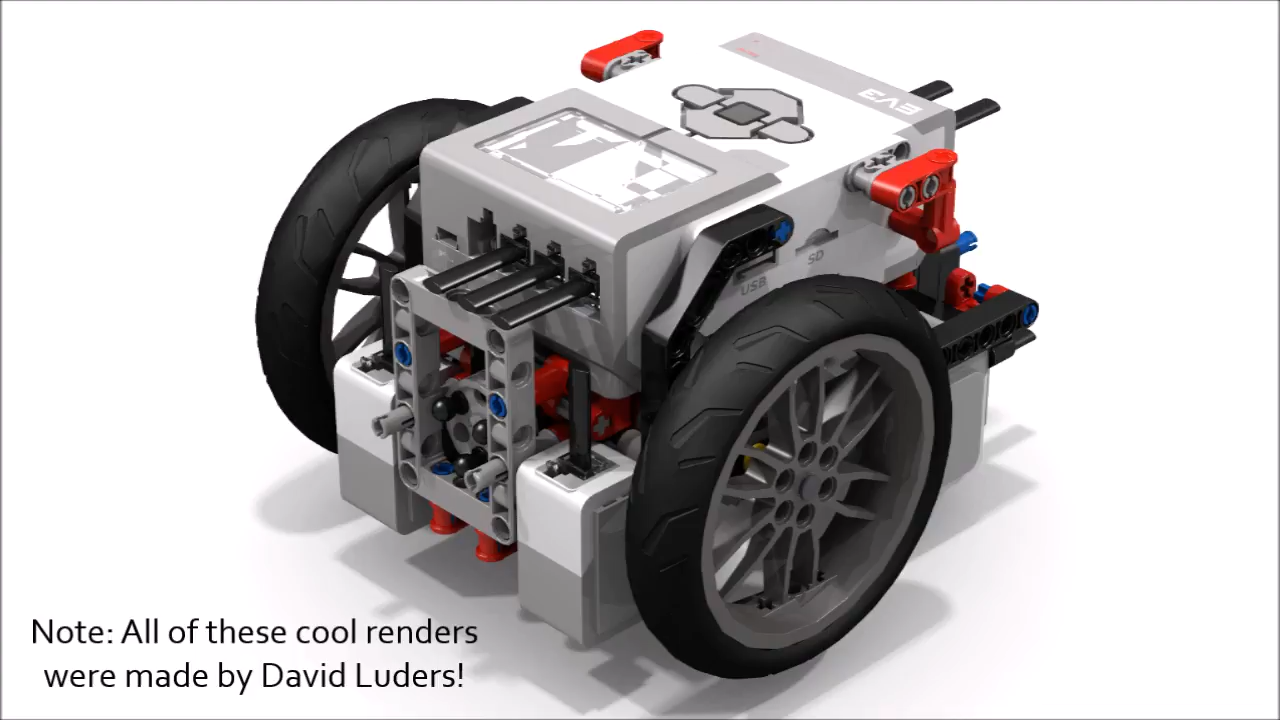 EV3
USB
SD
Note: All of these cool renders
were made by David Luders!